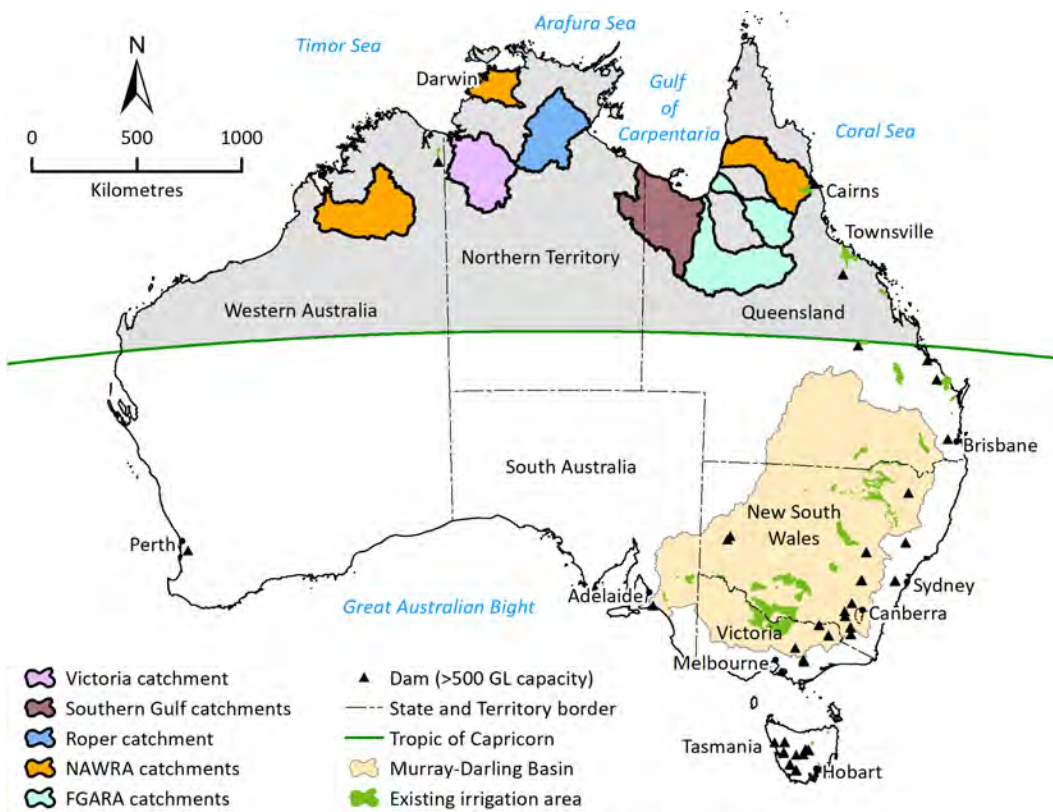 Arafura Sea
Timor Sea
N
Darwin
Gulf
of
Carpentaria
Coral Sea
0 500 1000
Kilometres
Cairns
Townsville
Northern Territory
Western Australia
Queensland
Brisbane
South Australia
New South
Wales
Perth
Sydney
Adelaide
Great Australian Bight
Canberra
Victoria
Melbourne
Victoria catchment
Southern Gulf catchments
Roper catchment
NAWRA catchments
FGARA catchments
Dam (>500 GL capacity)
State and Territory border
Tropic of Capricorn
Murray-Darling Basin
Existing irrigation area
Tasmania
Hobart